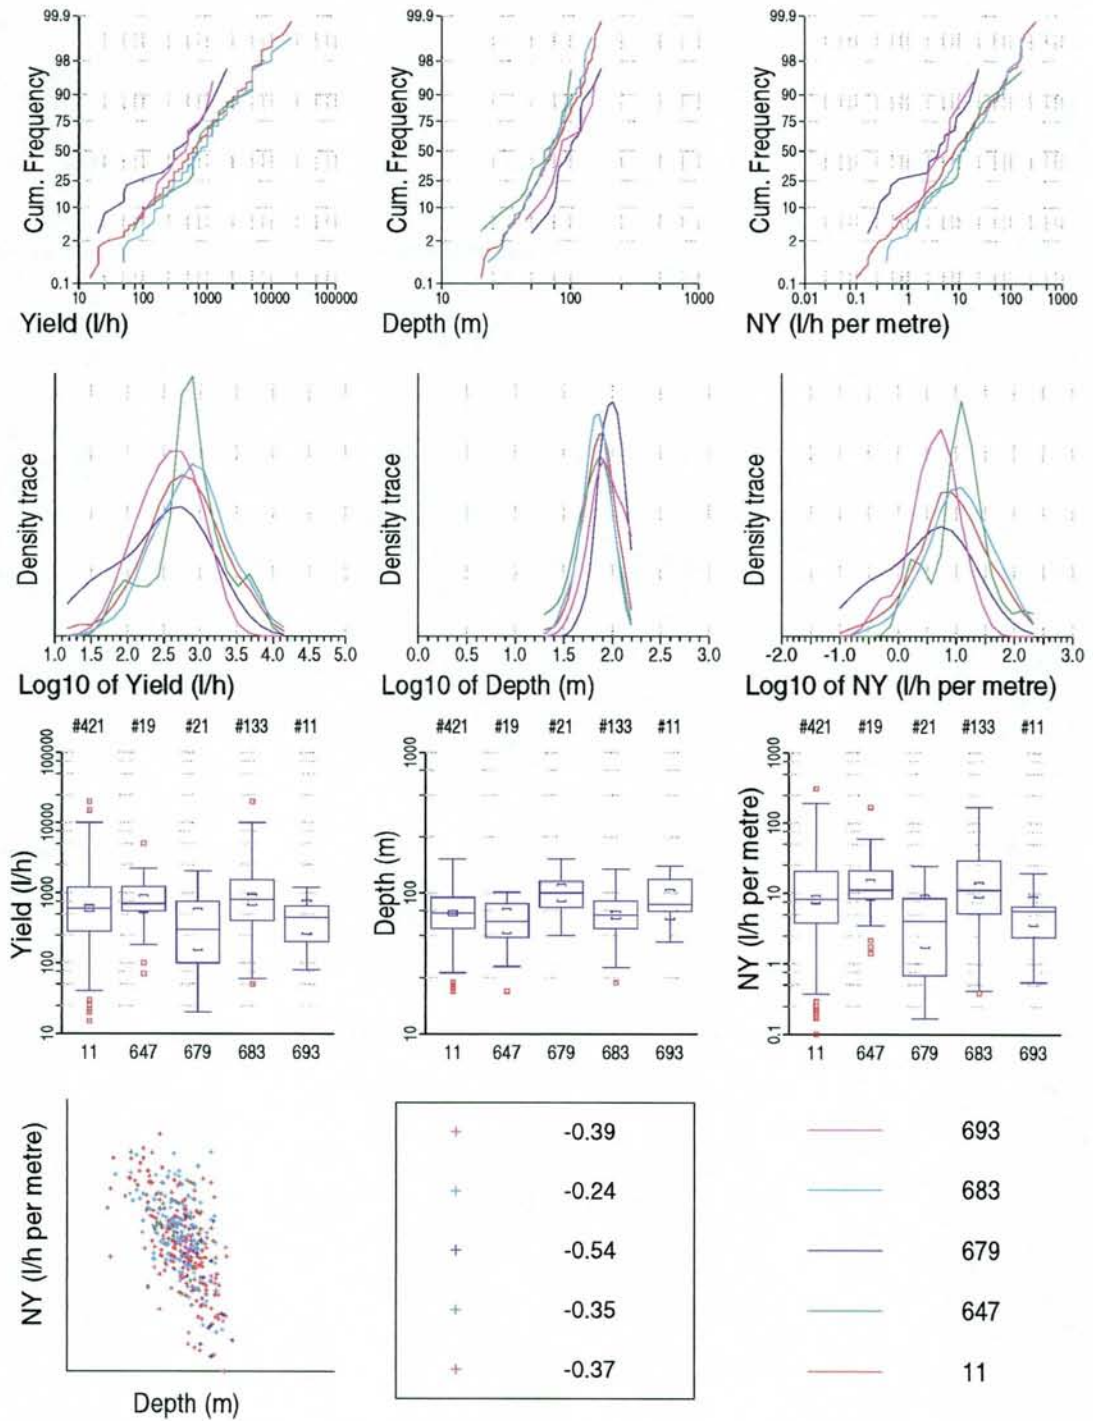 99.9 99.9 99.9
98 98 98
90 90 90
75 75 75
50 50 50
25 25 25
10 10 10
2 2 2
0.1 0.1 0.1
Cum. Frequency Cum. Frequency Cum. Frequency
10 100 1000 10000 100000 10 100 1000 0.01 0.1 1 10 100 1000
Yield (l/h) Depth (m) NY (l/h per metre)
Density trace Density trace Density trace
1.0 1.5 2.0 2.5 3.0 3.5 4.0 4.5 5.0 0.0 0.5 1.0 1.5 2.0 2.5 3.0 -2.0 -1.0 0.0 1.0 2.0 3.0
Log10 of Yield (l/h) Log10 of Depth (m) Log10 of NY (l/h per metre)
#421 #19 #21 #133 #11 #421 #19 #21 #133 #11 #421 #19 #21 #133 #11
100000 1000 1000
10000 100
1000 100 10
100 1
10 10 0.1
Yield (l/h) Depth (m) NY (l/h per metre)
11 647 679 683 693 11 647 679 683 693 11 647 679 683 693
NY (l/h per metre)
Depth (m)
-0.39 693
-0.24 683
-0.54 679
-0.35 647
-0.37 11